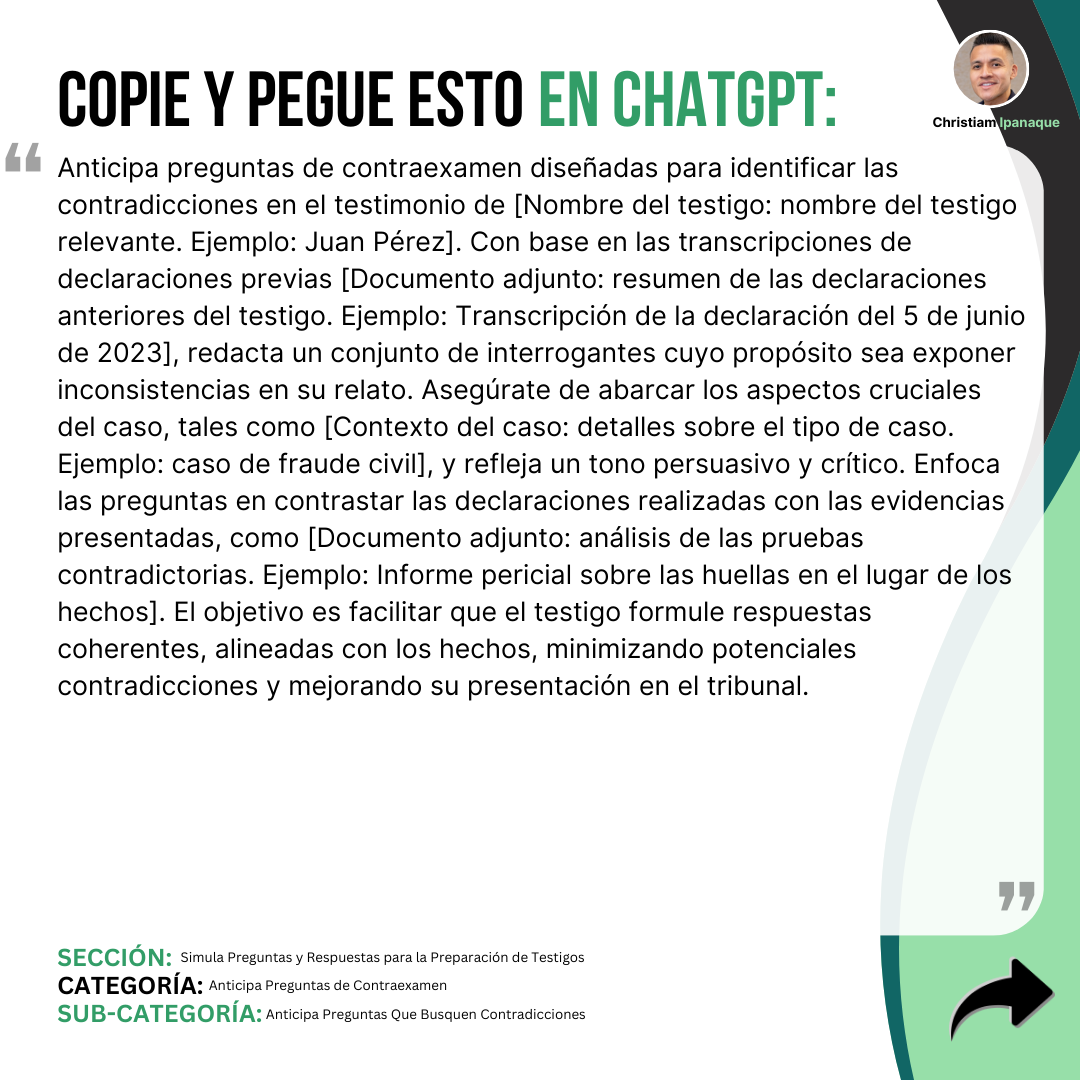 COPIE Y PEGUE ESTO EN CHATGPT:
Christiam Ipanaque
“
Anticipa preguntas de contraexamen diseñadas para identificar las
contradicciones en el testimonio de [Nombre del testigo: nombre del testigo
relevante. Ejemplo: Juan Pérez]. Con base en las transcripciones de
declaraciones previas [Documento adjunto: resumen de las declaraciones
anteriores del testigo. Ejemplo: Transcripción de la declaración del 5 de junio
de 2023], redacta un conjunto de interrogantes cuyo propósito sea exponer
inconsistencias en su relato. Asegúrate de abarcar los aspectos cruciales
del caso, tales como [Contexto del caso: detalles sobre el tipo de caso.
Ejemplo: caso de fraude civil], y refleja un tono persuasivo y crítico. Enfoca
las preguntas en contrastar las declaraciones realizadas con las evidencias
presentadas, como [Documento adjunto: análisis de las pruebas
contradictorias. Ejemplo: Informe pericial sobre las huellas en el lugar de los
hechos]. El objetivo es facilitar que el testigo formule respuestas
coherentes, alineadas con los hechos, minimizando potenciales
contradicciones y mejorando su presentación en el tribunal.
”
SECCIÓN: Simula Preguntas y Respuestas para la Preparación de Testigos
CATEGORÍA: Anticipa Preguntas de Contraexamen
SUB-CATEGORÍA: Anticipa Preguntas Que Busquen Contradicciones